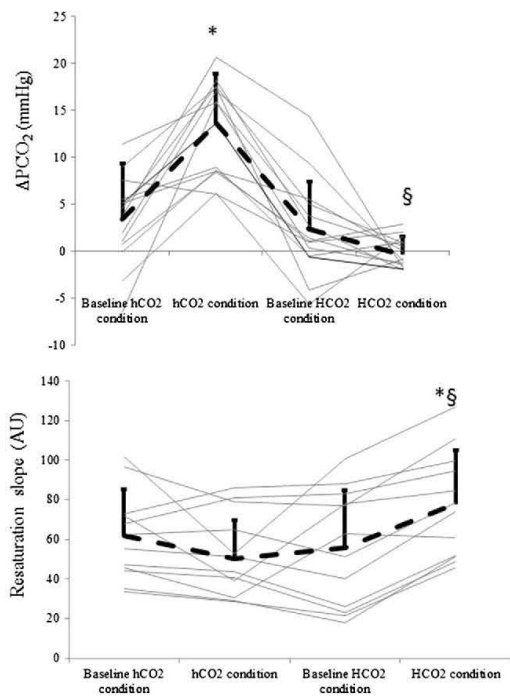 ΔPCO₂ (mmHg)
25
20
15
10
5
0
-5
-10
*
§
Baseline hCO2 condition
hCO2 condition
Baseline HCO2 condition
HCO2 condition
Resaturation slope (AU)
140
120
100
80
60
40
20
0
*§
Baseline hCO2 condition
hCO2 condition
Baseline HCO2 condition
HCO2 condition